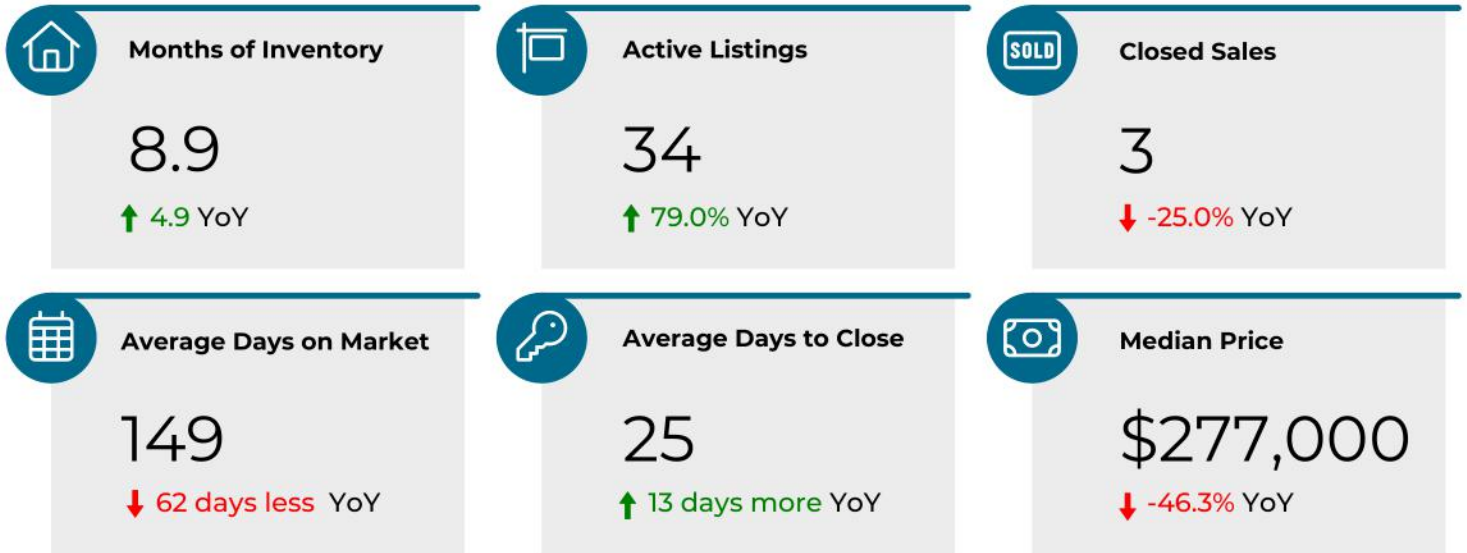 Months of Inventory
8.9
4.9 YoY
Active Listings
34
79.0% YoY
SOLD
Closed Sales
3
-25.0% YoY
Average Days on Market
149
62 days less YoY
Average Days to Close
25
13 days more YoY
Median Price
$277,000
-46.3% YoY